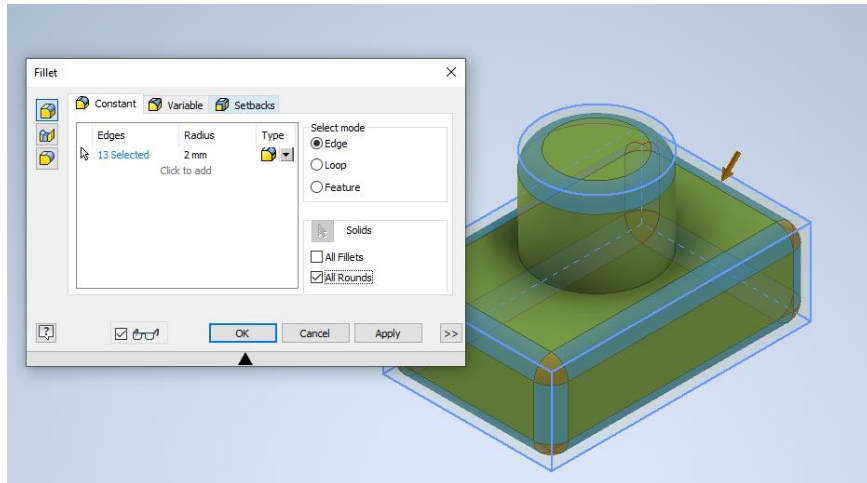 Fillet
Constant Variable Setbacks
Edges Radius Type
13 Selected 2 mm
Click to add
Select mode
Edge
Loop
Feature
Solids
All Fillets
All Rounds
?
OK Cancel Apply >>